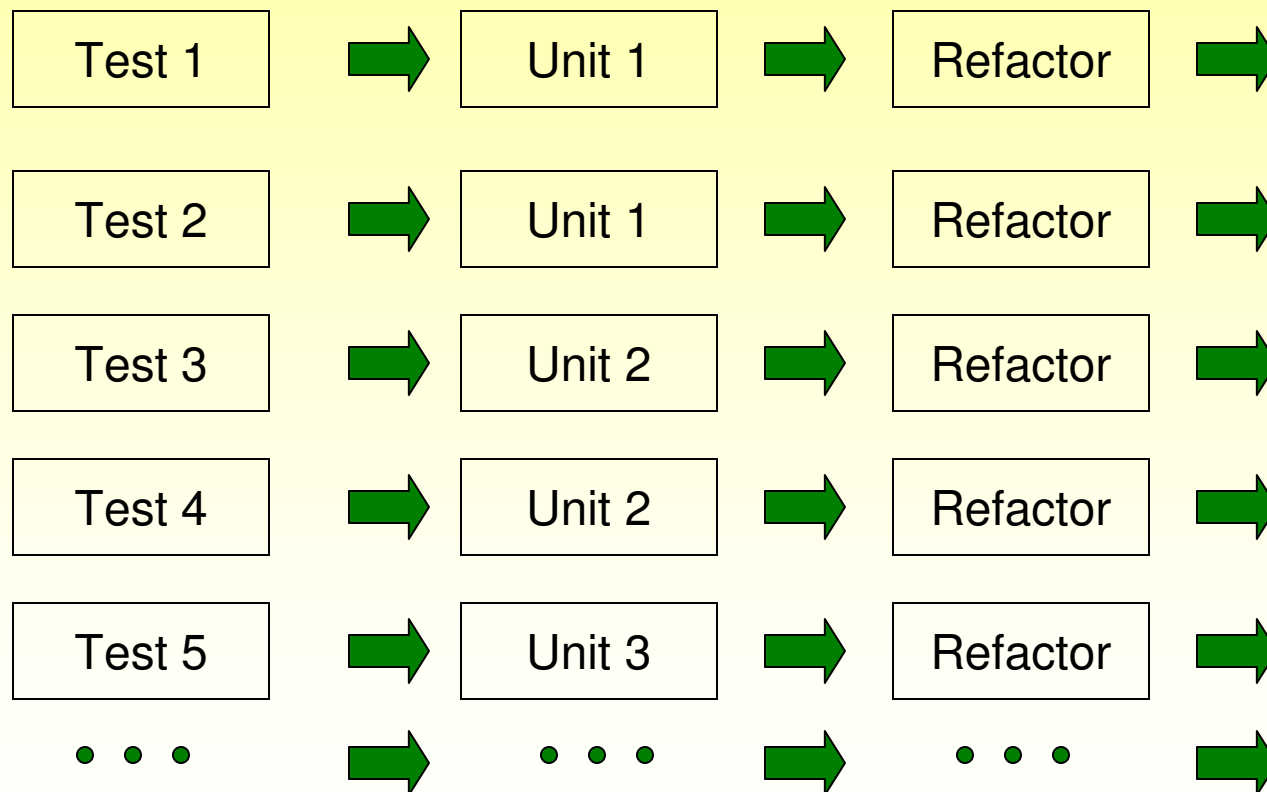 Test 1 Unit 1 Refactor
Test 2 Unit 1 Refactor
Test 3 Unit 2 Refactor
Test 4 Unit 2 Refactor
Test 5 Unit 3 Refactor